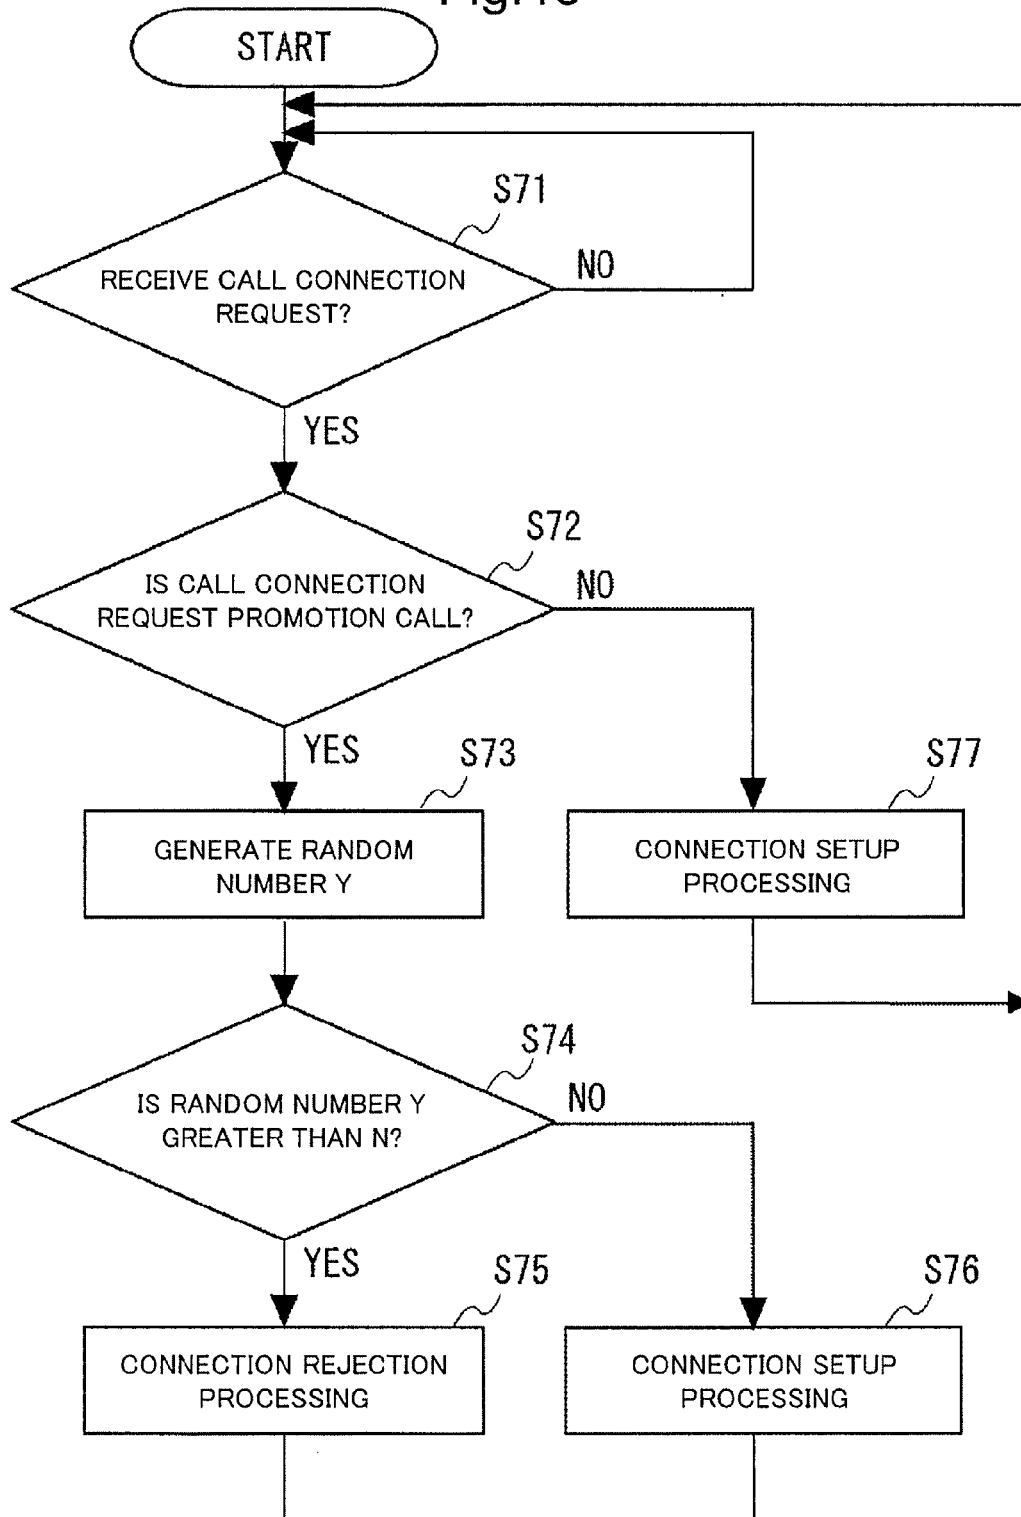 START
S71
RECEIVE CALL CONNECTION
REQUEST?
NO
YES
S72
IS CALL CONNECTION
REQUEST PROMOTION CALL?
NO
YES
S73
GENERATE RANDOM
NUMBER Y
S77
CONNECTION SETUP
PROCESSING
S74
IS RANDOM NUMBER Y
GREATER THAN N?
NO
YES
S75
CONNECTION REJECTION
PROCESSING
S76
CONNECTION SETUP
PROCESSING